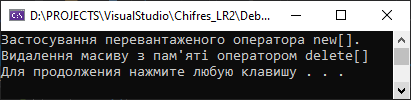 D:\PROJECTS\VisualStudio\Chifres_LR2\Deb...
Застосування перевантаженого оператора new[].
Видалення масиву з пам'яті оператором delete[]
Для продолжения нажмите любую клавишу . . .